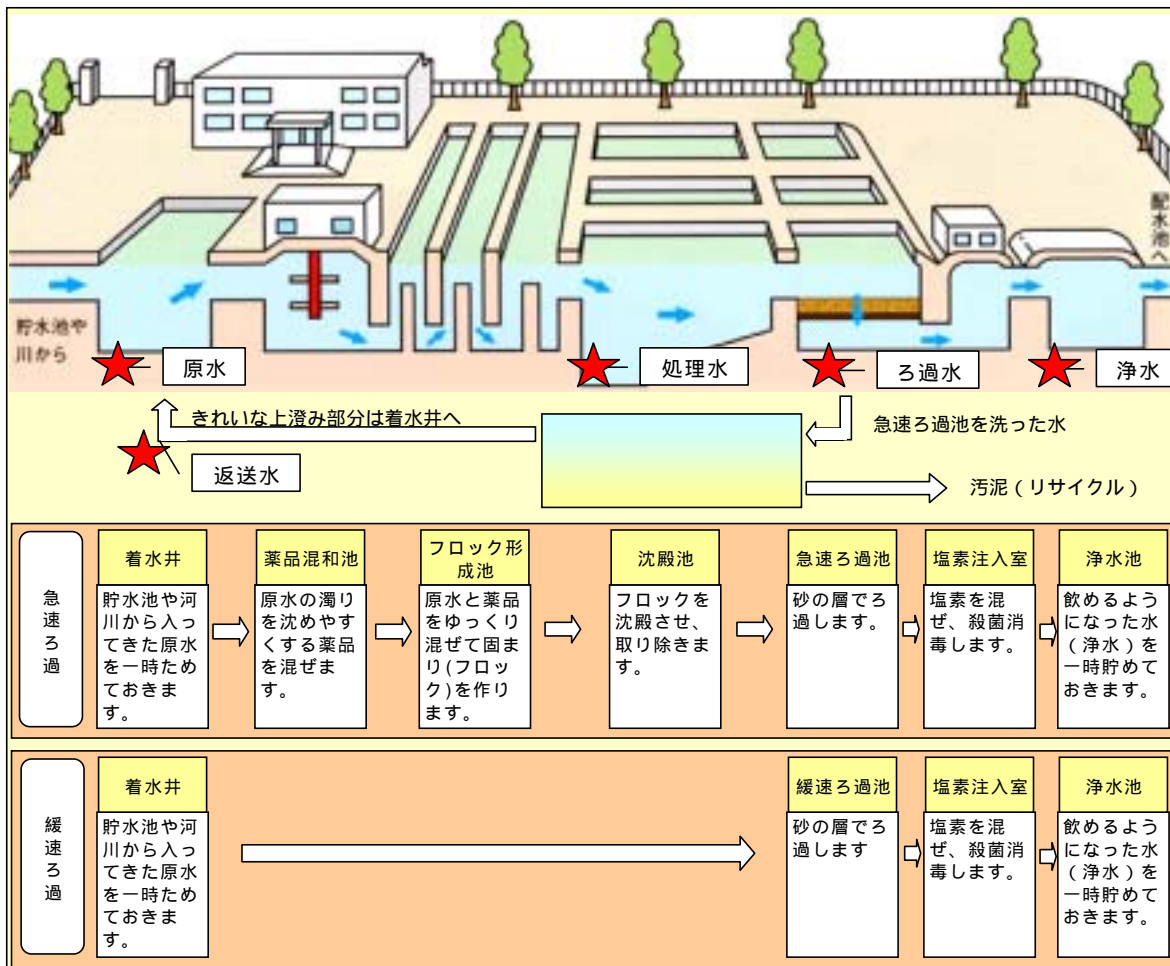 配水池へ
貯水池や
川から
原水
処理水
ろ過水
浄水
きれいな上澄み部分は着水井へ
急速ろ過池を洗った水
返送水
汚泥（リサイクル）
急速ろ過
着水井
貯水池や河
川から入っ
てきた原水
を一時ため
ておきま
す。
薬品混和池
原水の濁り
を沈めやす
くする薬品
を混ぜま
す。
フロック形
成池
原水と薬品
をゆっくり
混ぜて固ま
り(フロッ
ク)を作り
ます。
沈殿池
フロックを
沈殿させ、
取り除きま
す。
急速ろ過池
砂の層でろ
過します。
塩素注入室
塩素を混
ぜ、殺菌消
毒します。
浄水池
飲めるよう
になった水
（浄水）を
一時貯めて
おきます。
緩速ろ過
着水井
貯水池や河
川から入っ
てきた原水
を一時ため
ておきま
す。
緩速ろ過池
砂の層でろ
過します
塩素注入室
塩素を混
ぜ、殺菌消
毒します。
浄水池
飲めるよう
になった水
（浄水）を
一時貯めて
おきます。